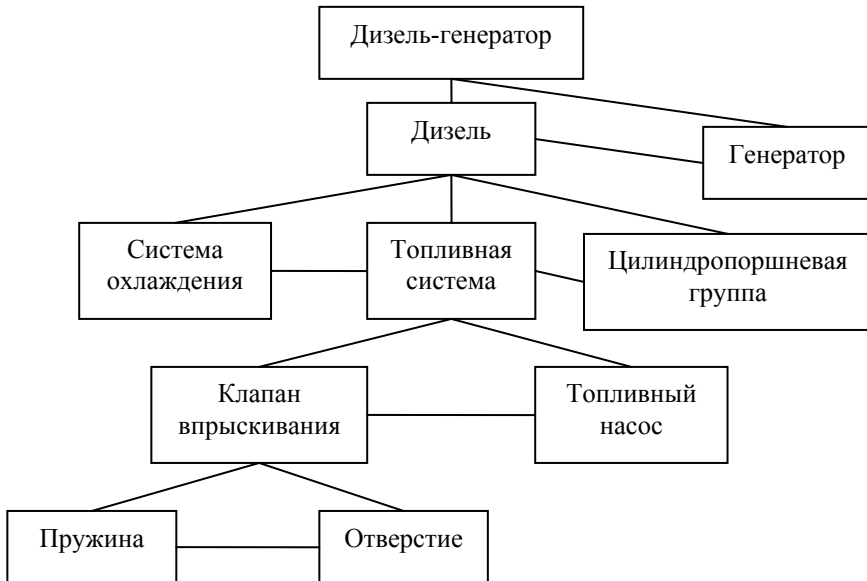 Дизель-генератор
Дизель
Генератор
Система
охлаждения
Топливная
система
Цилиндропоршневая
группа
Клапан
впрыскивания
Топливный
насос
Пружина
Отверстие